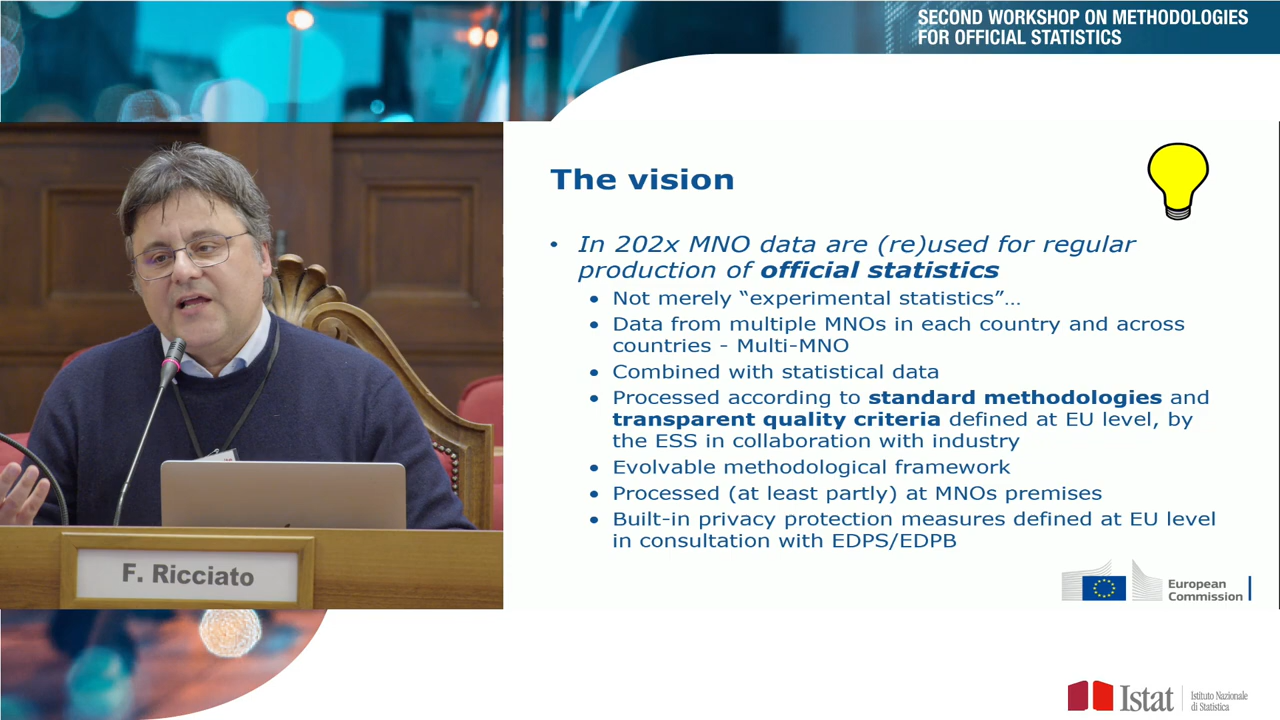 SECOND WORKSHOP ON METHODOLOGIES
FOR OFFICIAL STATISTICS
The vision
• In 202x MNO data are (re)used for regular
production of official statistics
• Not merely “experimental statistics”…
• Data from multiple MNOs in each country and across
countries - Multi-MNO
• Combined with statistical data
• Processed according to standard methodologies and
transparent quality criteria defined at EU level, by
the ESS in collaboration with industry
• Evolvable methodological framework
• Processed (at least partly) at MNOs premises
• Built-in privacy protection measures defined at EU level
in consultation with EDPS/EDPB
European
Commission
F. Ricciato
Istat
Istituto Nazionale
di Statistica